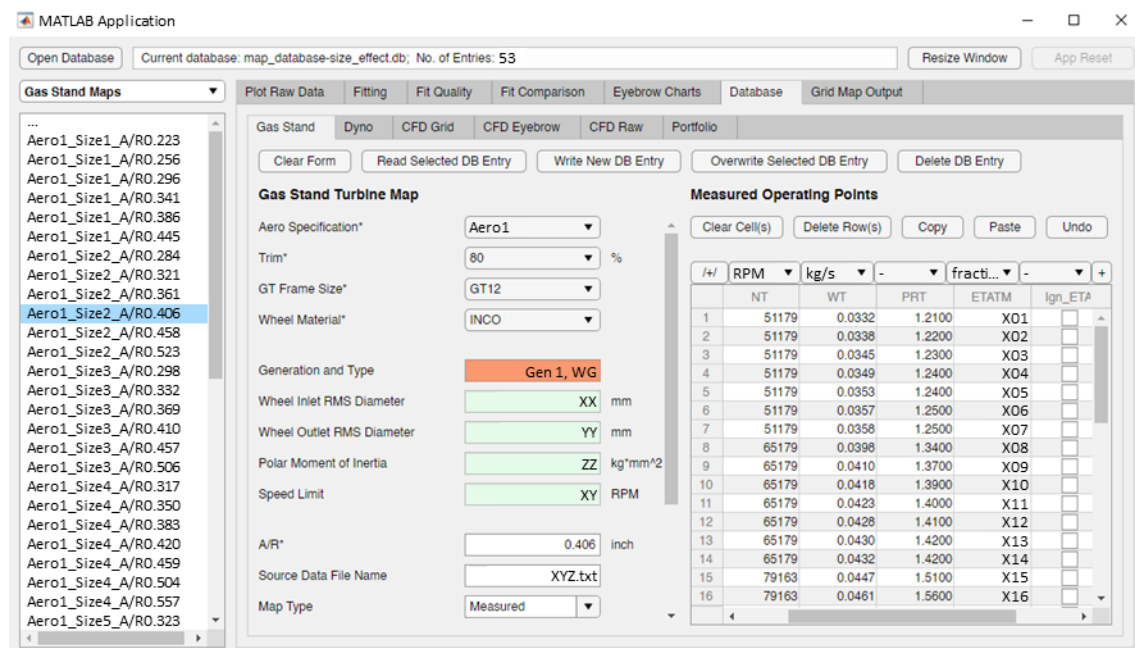 MATLAB Application
Open Database Current database: map_database-size_effect.db; No. of Entries: 53 Resize Window App Reset
Gas Stand Maps
...
Aero1_Size1_A/R0.223
Aero1_Size1_A/R0.256
Aero1_Size1_A/R0.296
Aero1_Size1_A/R0.341
Aero1_Size1_A/R0.386
Aero1_Size1_A/R0.445
Aero1_Size2_A/R0.284
Aero1_Size2_A/R0.321
Aero1_Size2_A/R0.361
Aero1_Size2_A/R0.406
Aero1_Size2_A/R0.458
Aero1_Size2_A/R0.523
Aero1_Size3_A/R0.298
Aero1_Size3_A/R0.332
Aero1_Size3_A/R0.369
Aero1_Size3_A/R0.410
Aero1_Size3_A/R0.457
Aero1_Size3_A/R0.506
Aero1_Size4_A/R0.317
Aero1_Size4_A/R0.350
Aero1_Size4_A/R0.383
Aero1_Size4_A/R0.420
Aero1_Size4_A/R0.459
Aero1_Size4_A/R0.504
Aero1_Size4_A/R0.557
Aero1_Size5_A/R0.323
Plot Raw Data Fitting Fit Quality Fit Comparison Eyebrow Charts Database Grid Map Output
Gas Stand Dyno CFD Grid CFD Eyebrow CFD Raw Portfolio
Clear Form Read Selected DB Entry Write New DB Entry Overwrite Selected DB Entry Delete DB Entry
Gas Stand Turbine Map
Aero Specification* Aero1
Trim* 80 %
GT Frame Size* GT12
Wheel Material* INCO
Generation and Type Gen 1, WG
Wheel Inlet RMS Diameter XX mm
Wheel Outlet RMS Diameter YY mm
Polar Moment of Inertia ZZ kg*mm^2
Speed Limit XY RPM
A/R* 0.406 inch
Source Data File Name XYZ.txt
Map Type Measured
Measured Operating Points
Clear Cell(s) Delete Row(s) Copy Paste Undo
/+/ RPM kg/s - fracti... - +
NT WT PRT ETATM Ign_ETA
1 51179 0.0332 1.2100 X01
2 51179 0.0338 1.2200 X02
3 51179 0.0345 1.2300 X03
4 51179 0.0349 1.2400 X04
5 51179 0.0353 1.2400 X05
6 51179 0.0357 1.2500 X06
7 51179 0.0358 1.2500 X07
8 65179 0.0398 1.3400 X08
9 65179 0.0410 1.3700 X09
10 65179 0.0418 1.3900 X10
11 65179 0.0423 1.4000 X11
12 65179 0.0428 1.4100 X12
13 65179 0.0430 1.4200 X13
14 65179 0.0432 1.4200 X14
15 79163 0.0447 1.5100 X15
16 79163 0.0461 1.5600 X16